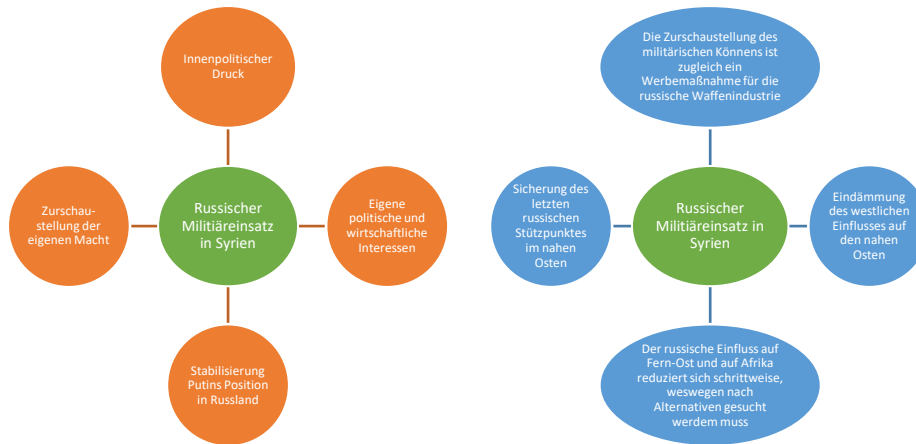 Innenpolitischer
Druck
Zurschau-
stellung der
eigenen Macht
Russischer
Militiäreinsatz
in Syrien
Eigene
politische und
wirtschaftliche
Interessen
Stabilisierung
Putins Position
in Russland
Die Zurschaustellung des
militärischen Könnens ist
zugleich ein
Werbemaßnahme für die
russische Waffenindustrie
Sicherung des
letzten
russischen
Stützpunktes
im nahen
Osten
Russischer
Militiäreinsatz in
Syrien
Eindämmung
des westlichen
Einflusses auf
den nahen
Osten
Der russische Einfluss auf
Fern-Ost und auf Afrika
reduziert sich schrittweise,
weswegen nach
Alternativen gesucht
werdem muss